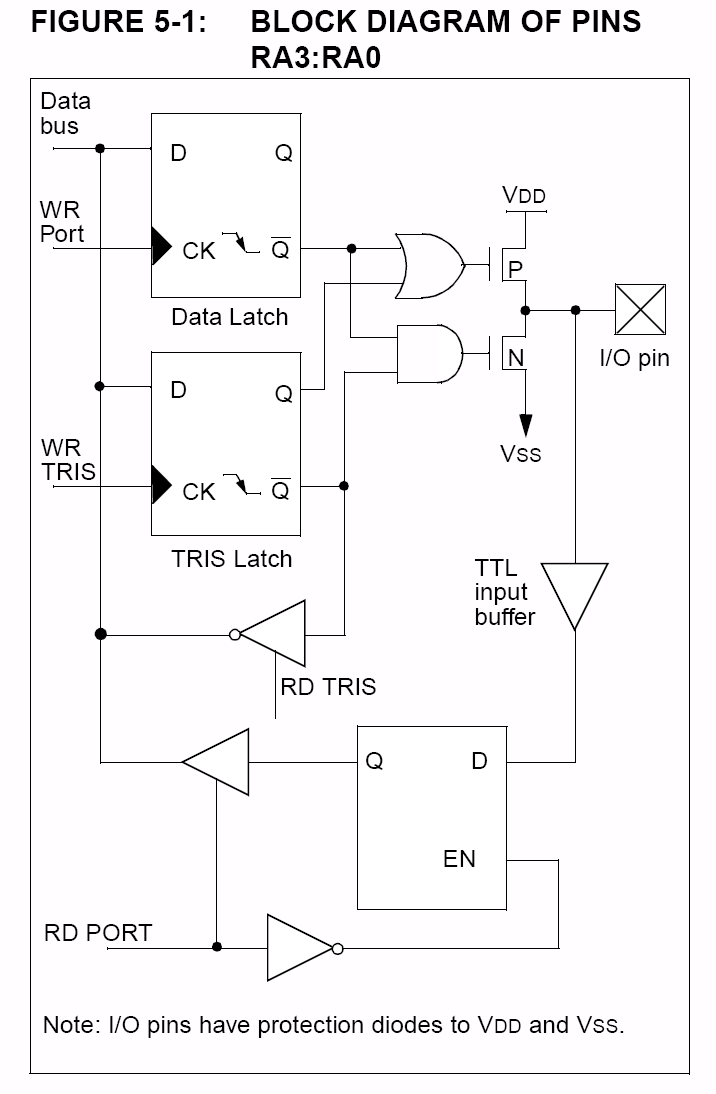 FIGURE 5-1: BLOCK DIAGRAM OF PINS
RA3:RA0
Data
bus
D Q
WR
Port
CK Q
Data Latch
VDD
P
I/O pin
N
VSS
D Q
WR
TRIS
CK Q
TRIS Latch
TTL
input
buffer
RD TRIS
Q D
EN
RD PORT
Note: I/O pins have protection diodes to VDD and VSS.